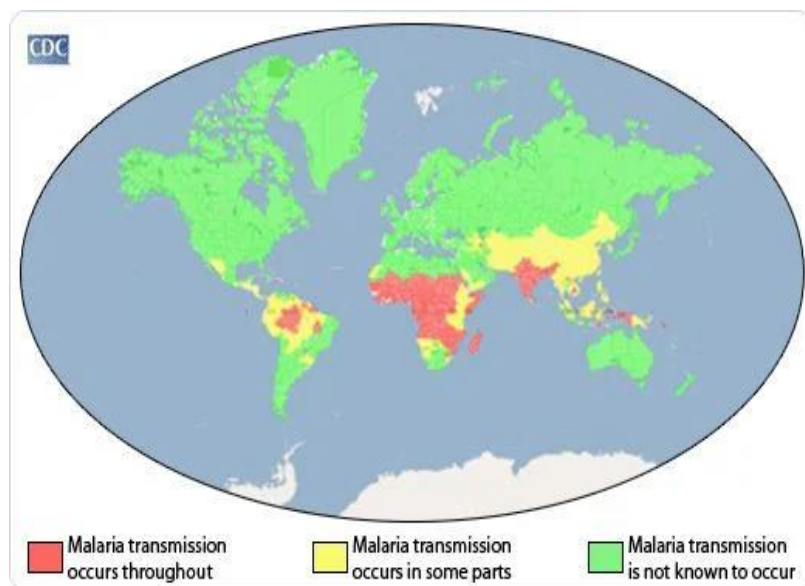 CDC
Malaria transmission
occurs throughout
Malaria transmission
occurs in some parts
Malaria transmission
is not known to occur